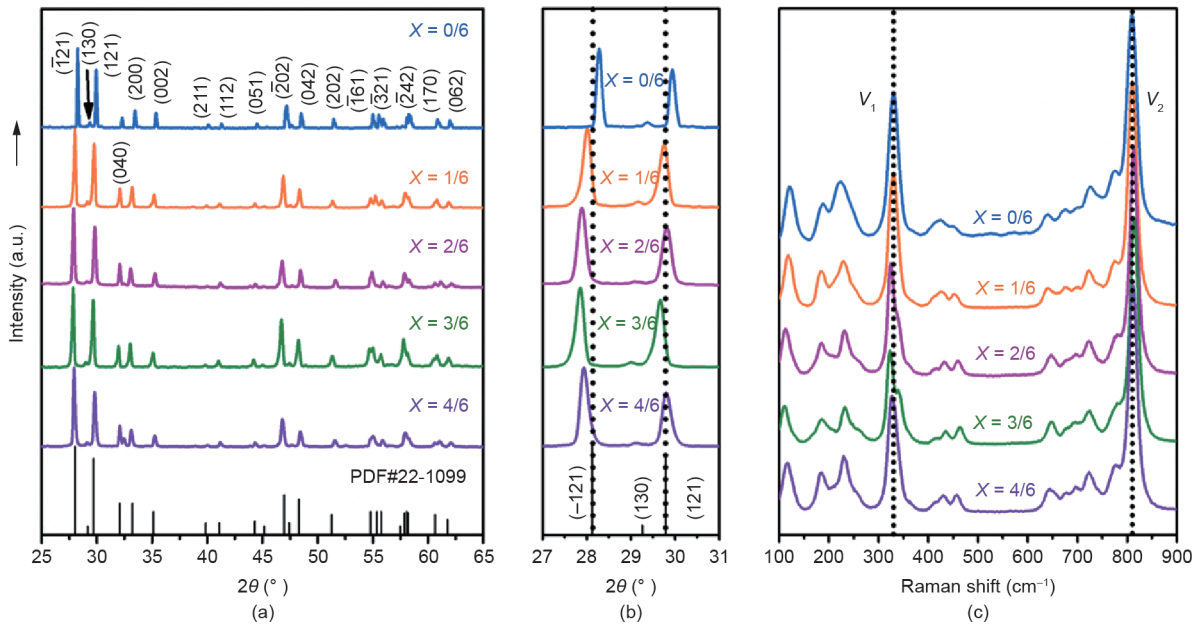 Intensity (a.u.)
X = 0/6
(1̅21)
(130)
(121)
(200)
(002)
(211)
(112)
(051)
(2̅02)
(042)
(202)
(1̅61)
(3̅21)
(2̅42)
(170)
(062)
X = 1/6
(040)
X = 2/6
X = 3/6
X = 4/6
PDF#22-1099
25 30 35 40 45 50 55 60 65
2θ (°)
(a)
X = 0/6
X = 1/6
X = 2/6
X = 3/6
X = 4/6
(–121)
(130)
(121)
27 28 29 30 31
2θ (°)
(b)
V1
V2
X = 0/6
X = 1/6
X = 2/6
X = 3/6
X = 4/6
100 200 300 400 500 600 700 800 900
Raman shift (cm⁻¹)
(c)